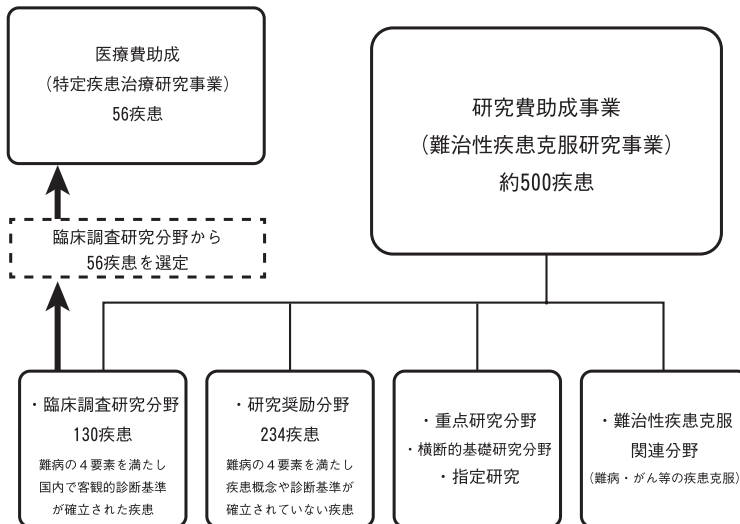 医療費助成
（特定疾患治療研究事業）
56疾患
研究費助成事業
（難治性疾患克服研究事業）
約500疾患
臨床調査研究分野から
56疾患を選定
・臨床調査研究分野
130疾患
難病の４要素を満たし
国内で客観的診断基準
が確立された疾患
・研究奨励分野
234疾患
難病の４要素を満たし
疾患概念や診断基準が
確立されていない疾患
・重点研究分野
・横断的基礎研究分野
・指定研究
・難治性疾患克服
関連分野
（難病・がん等の疾患克服）